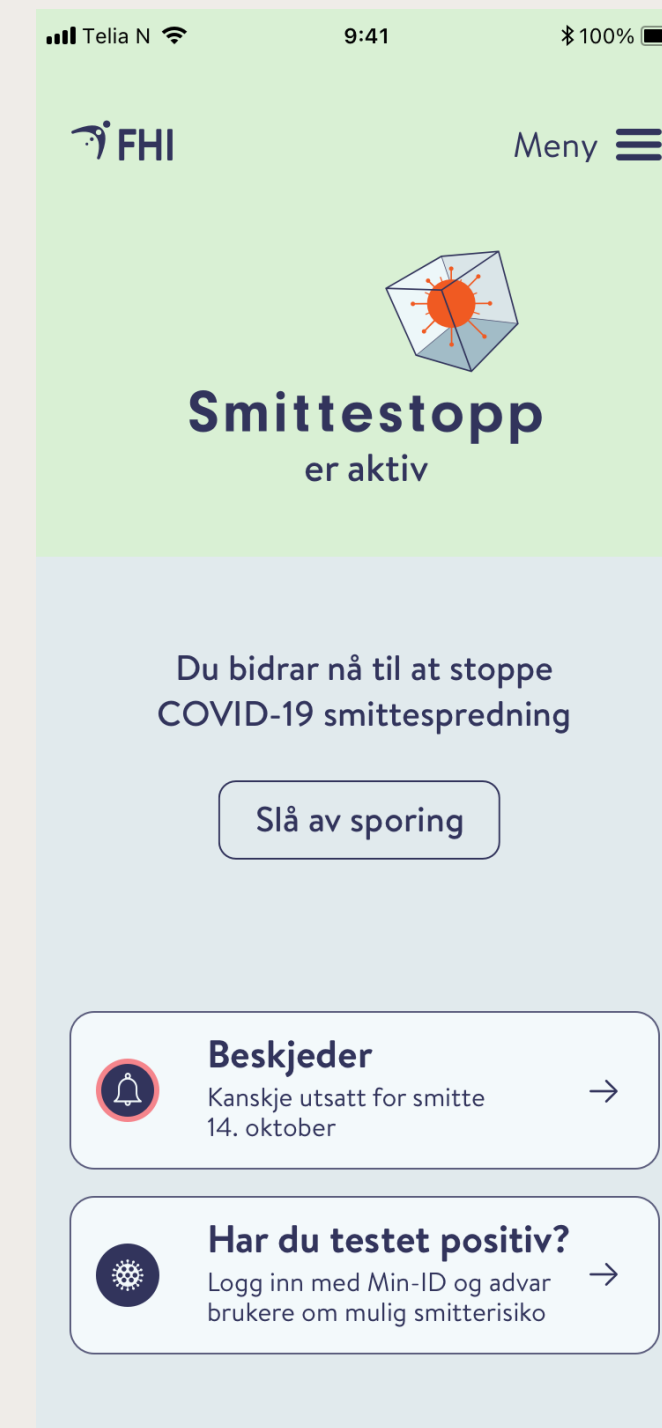 Telia N 9:41 100%
FHI Meny
Smittestopp
er aktiv
Du bidrar nå til at stoppe
COVID-19 smittespredning
Slå av sporing
Beskjeder
Kanskje utsatt for smitte
14. oktober
Har du testet positiv?
Logg inn med Min-ID og advar
brukere om mulig smitterisiko